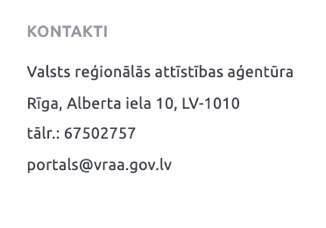 KONTAKTI
Valsts reģionālās attīstības aģentūra
Rīga, Alberta iela 10, LV-1010
tālr.: 67502757
portals@vraa.gov.lv